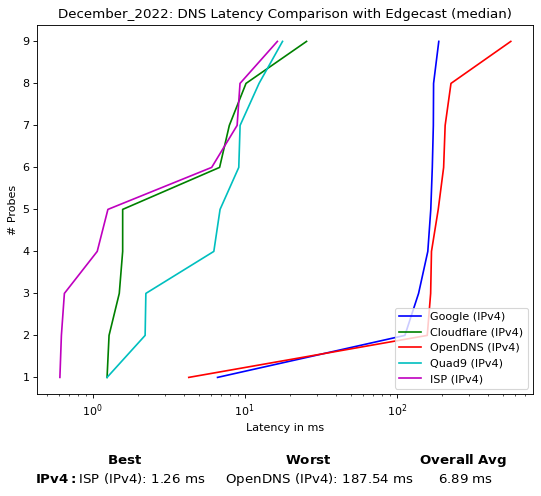 December_2022: DNS Latency Comparison with Edgecast (median)
# Probes
9
8
7
6
5
4
3
2
1
Google (IPv4)
Cloudflare (IPv4)
OpenDNS (IPv4)
Quad9 (IPv4)
ISP (IPv4)
10⁰ 10¹ 10²
Latency in ms
Best Worst Overall Avg
IPv4: ISP (IPv4): 1.26 ms OpenDNS (IPv4): 187.54 ms 6.89 ms